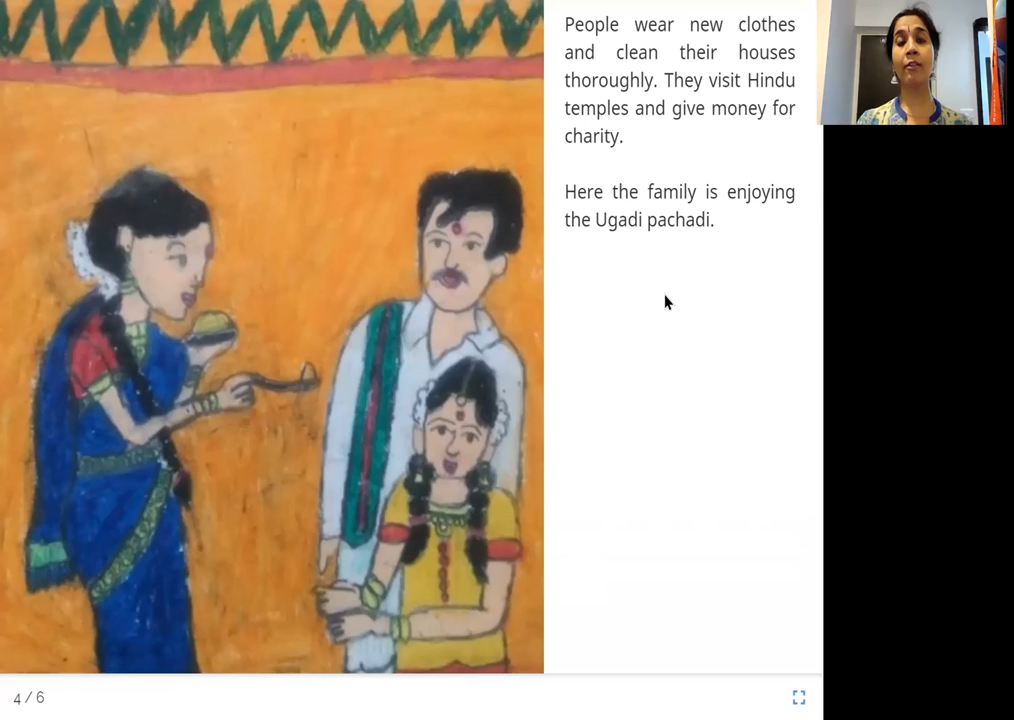 People wear new clothes
and clean their houses
thoroughly. They visit Hindu
temples and give money for
charity.
Here the family is enjoying
the Ugadi pachadi.
4 / 6